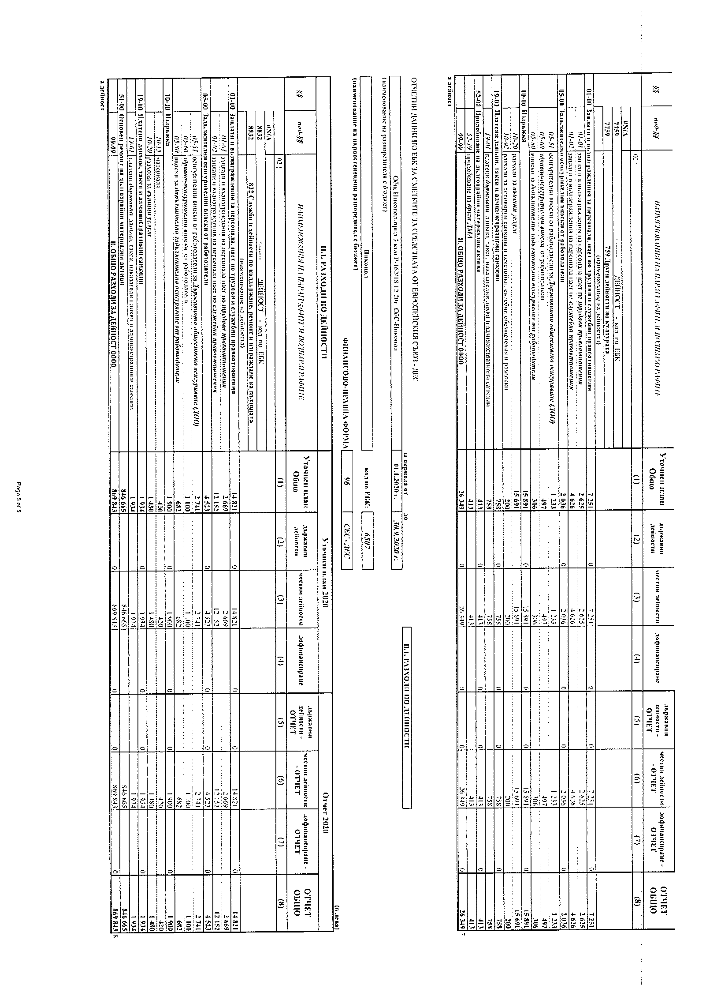 §§ под-§§ НАИМЕНОВАНИЯ НА ПАРАГРАФИТЕ И ПОДПАРАГРАФИТЕ Уточнен план Общо държавни дейности местни дейности дофинансиране държавни дейности - ОТЧЕТ местни дейности - ОТЧЕТ дофинансиране - ОТЧЕТ ОТЧЕТ ОБЩО
02 (1) (2) (3) (4) (5) (6) (7) (8)
#N/A
7759 ДЕЙНОСТ - код по ЕБК
7759 759 Други дейности по културата
(наименование на дейността)
01-00 Заплати и възнаграждения за персонала, нает по трудови и служебни правоотношения 7 251 0 7 251 0 0 7 251 0 7 251
01-01 заплати и възнаграждения на персонала нает по трудови правоотношения 2 625 2 625 2 625 2 625
01-02 заплати и възнаграждения на персонала нает по служебни правоотношения 4 626 4 626 4 626 4 626
05-00 Задължителни осигурителни вноски от работодатели 2 036 0 2 036 0 0 2 036 0 2 036
05-51 осигурителни вноски от работодатели за Държавното обществено осигуряване (ДОО) 1 233 1 233 1 233 1 233
05-60 здравно-осигурителни вноски от работодатели 497 497 497 497
05-80 вноски за допълнително задължително осигуряване от работодатели 306 306 306 306
10-00 Издръжка 15 891 0 15 891 0 0 15 891 0 15 891
10-20 разходи за външни услуги 15 691 15 691 15 691 15 691
10-92 разходи за договорни санкции и неустойки, съдебни обезщетения и разноски 200 200 200 200
19-00 Платени данъци, такси и административни санкции 758 0 758 0 0 758 0 758
19-01 платени държавни данъци, такси, наказателни лихви и административни санкции 758 758 758 758
52-00 Придобиване на дълготрайни материални активи 413 0 413 0 0 413 0 413
52-19 придобиване на други ДМА 413 413 413 413
99-99 II. ОБЩО РАЗХОДИ ЗА ДЕЙНОСТ 0000 26 349 0 26 349 0 0 26 349 0 26 349
а дейност
ОТЧЕТНИ ДАННИ ПО ЕБК ЗА СМЕТКИТЕ ЗА СРЕДСТВАТА ОТ ЕВРОПЕЙСКИЯ СЪЮЗ - ДЕС
II.1. РАЗХОДИ ПО ДЕЙНОСТИ
за периода от до
Общ.Никопол-прил.3 към Р-162/18.12.20г. ОбС-Никопол 01.1.2020 г. 30.9.2020 г.
(наименование на разпоредителя с бюджет)
Никопол код по ЕБК: 6507
(наименование на първостепенния разпоредител с бюджет)
ФИНАНСОВО-ПРАВНА ФОРМА 96 СЕС - ДЕС
(в лева)
II.1. РАЗХОДИ ПО ДЕЙНОСТИ Уточнен план 2020 Отчет 2020
§§ под-§§ НАИМЕНОВАНИЯ НА ПАРАГРАФИТЕ И ПОДПАРАГРАФИТЕ Уточнен план Общо държавни дейности местни дейности дофинансиране държавни дейности - ОТЧЕТ местни дейности - ОТЧЕТ дофинансиране - ОТЧЕТ ОТЧЕТ ОБЩО
02 (1) (2) (3) (4) (5) (6) (7) (8)
#N/A
8832 ДЕЙНОСТ - код по ЕБК
8832 832 Служби и дейности по поддържане, ремонт и изграждане на пътищата
(наименование на дейността)
01-00 Заплати и възнаграждения за персонала, нает по трудови и служебни правоотношения 14 821 0 14 821 0 0 14 821 0 14 821
01-01 заплати и възнаграждения на персонала нает по трудови правоотношения 2 669 2 669 2 669 2 669
01-02 заплати и възнаграждения на персонала нает по служебни правоотношения 12 152 12 152 12 152 12 152
05-00 Задължителни осигурителни вноски от работодатели 4 523 0 4 523 0 0 4 523 0 4 523
05-51 осигурителни вноски от работодатели за Държавното обществено осигуряване (ДОО) 2 741 2 741 2 741 2 741
05-60 здравно-осигурителни вноски от работодатели 1 100 1 100 1 100 1 100
05-80 вноски за допълнително задължително осигуряване от работодатели 682 682 682 682
10-00 Издръжка 1 900 0 1 900 0 0 1 900 0 1 900
10-15 материали 420 420 420 420
10-20 разходи за външни услуги 1 480 1 480 1 480 1 480
19-00 Платени данъци, такси и административни санкции 1 934 0 1 934 0 0 1 934 0 1 934
19-01 платени държавни данъци, такси, наказателни лихви и административни санкции 1 934 1 934 1 934 1 934
51-00 Основен ремонт на дълготрайни материални активи 846 665 846 665 846 665 846 665
99-99 II. ОБЩО РАЗХОДИ ЗА ДЕЙНОСТ 0000 869 843 0 869 843 0 0 869 843 0 869 843
а дейност
Page 5 of 5